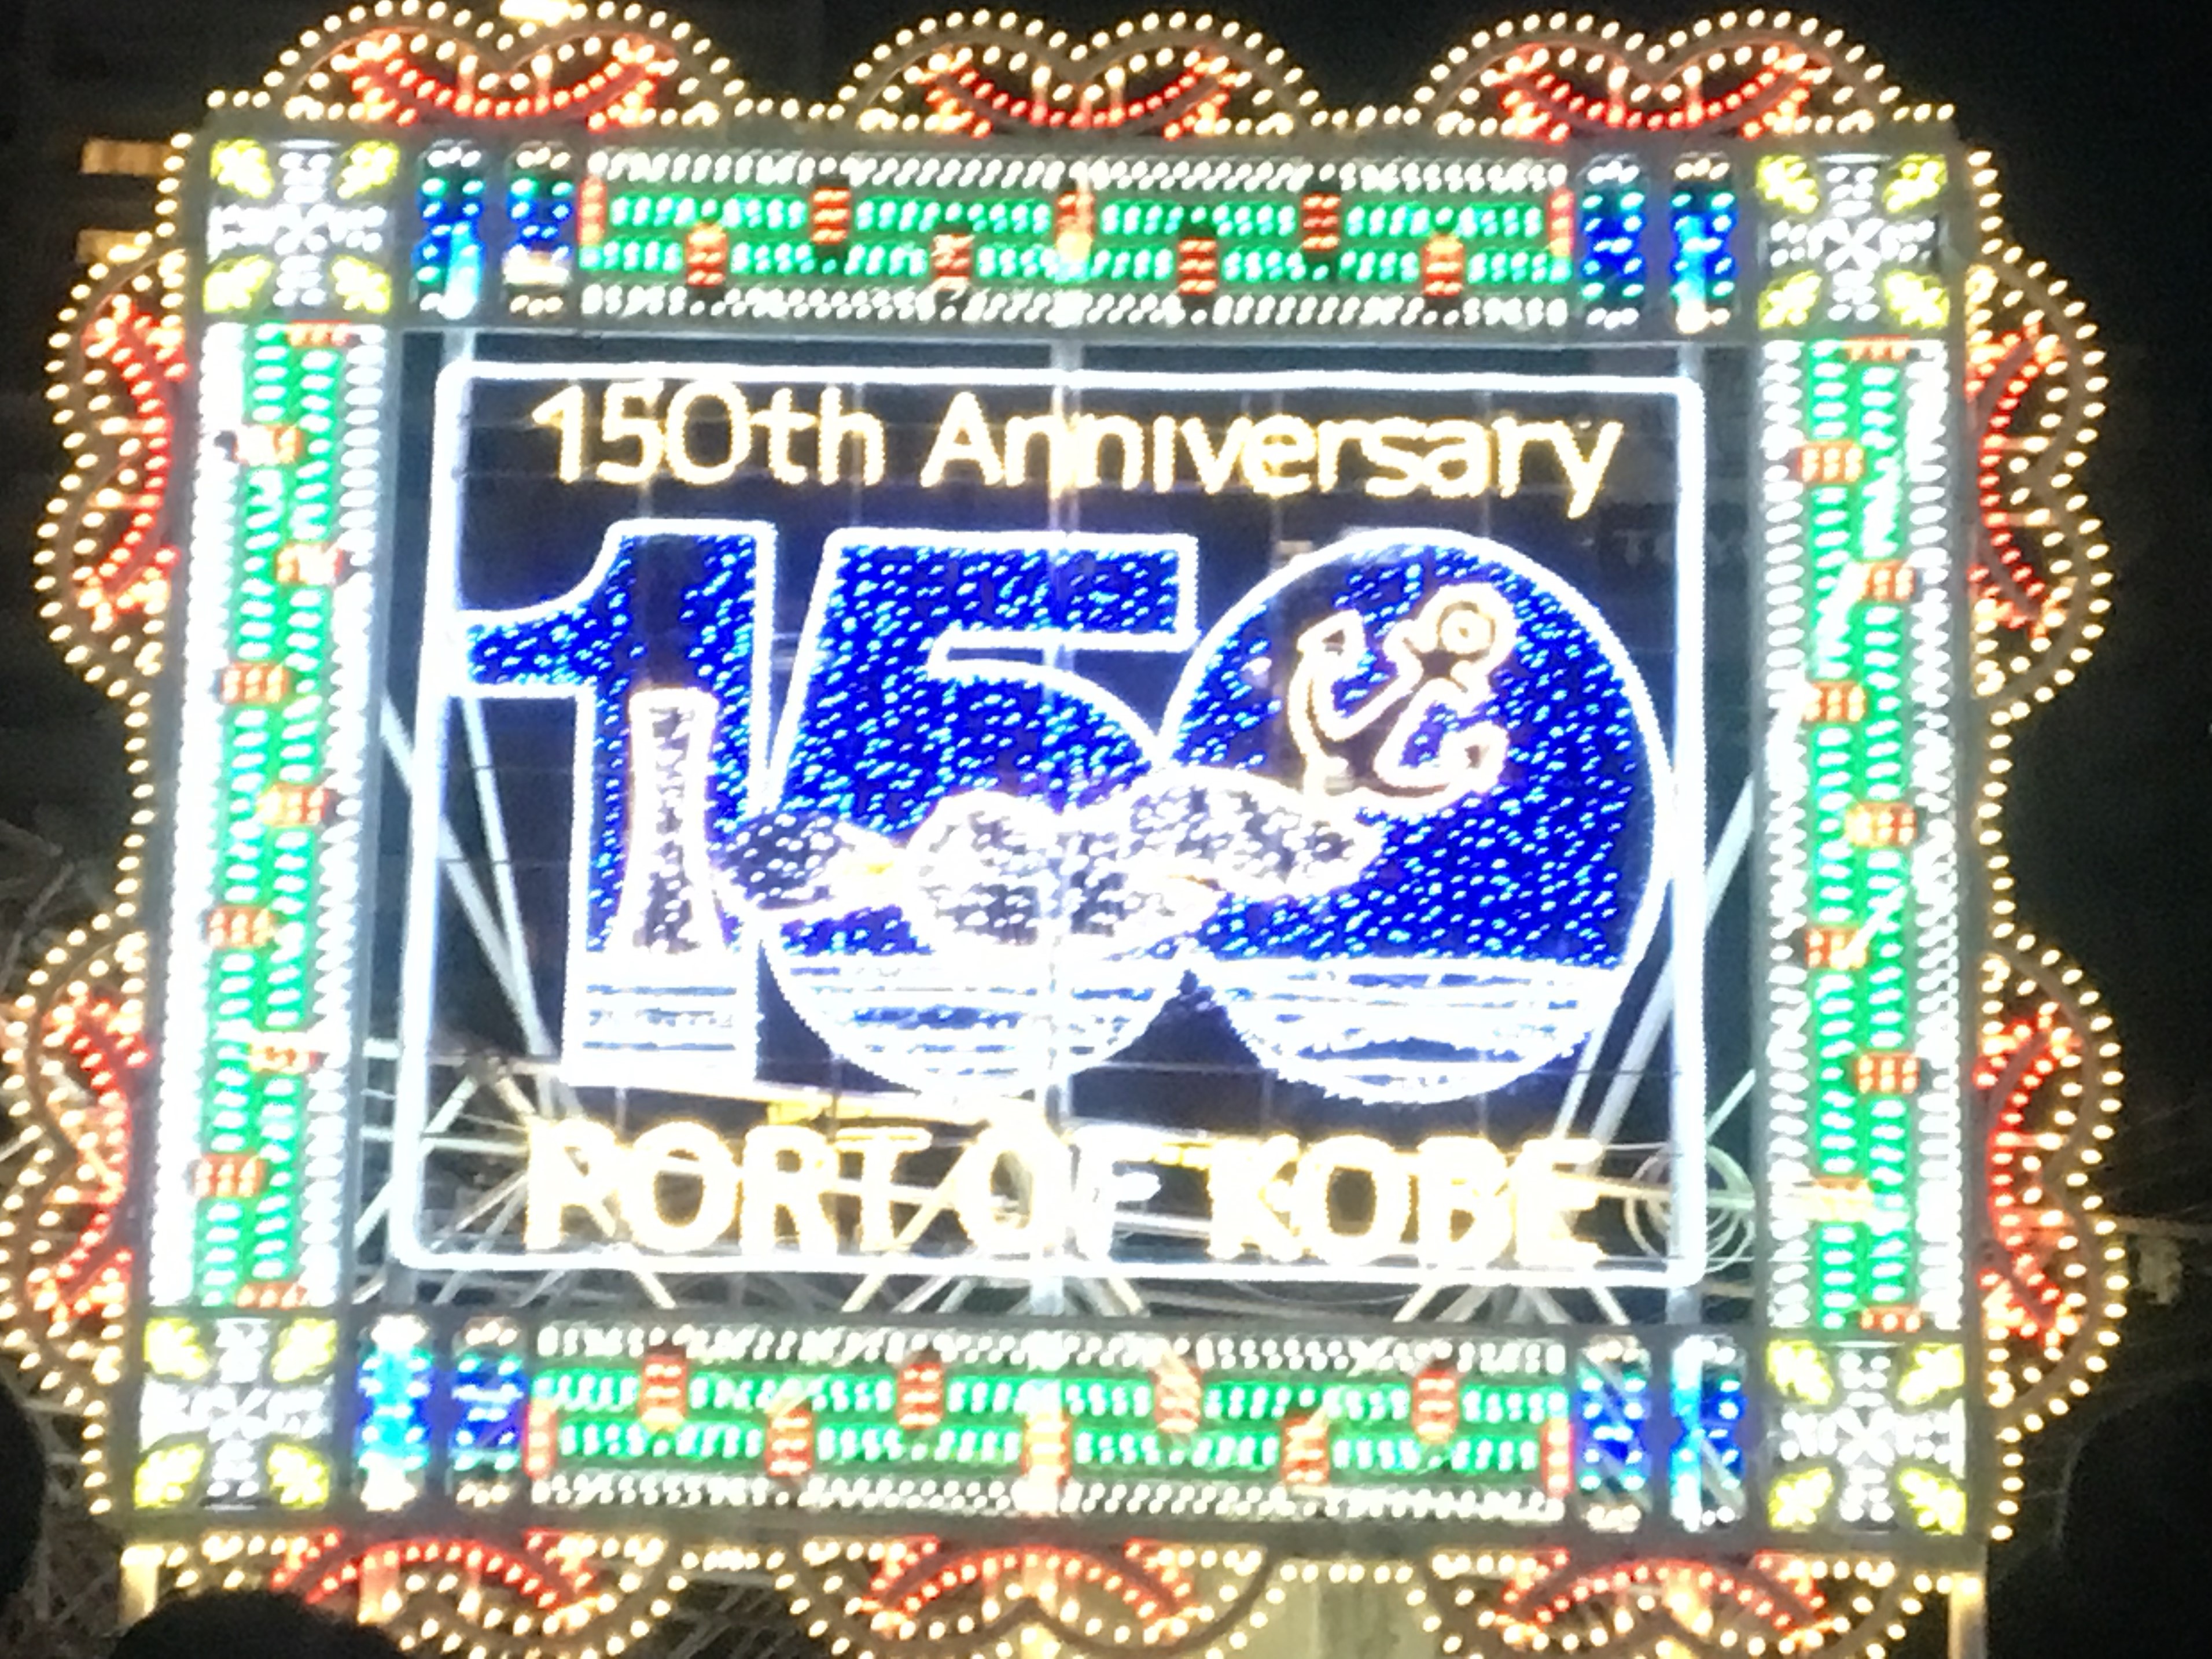 150th Anniversary
150
PORT OF KOBE